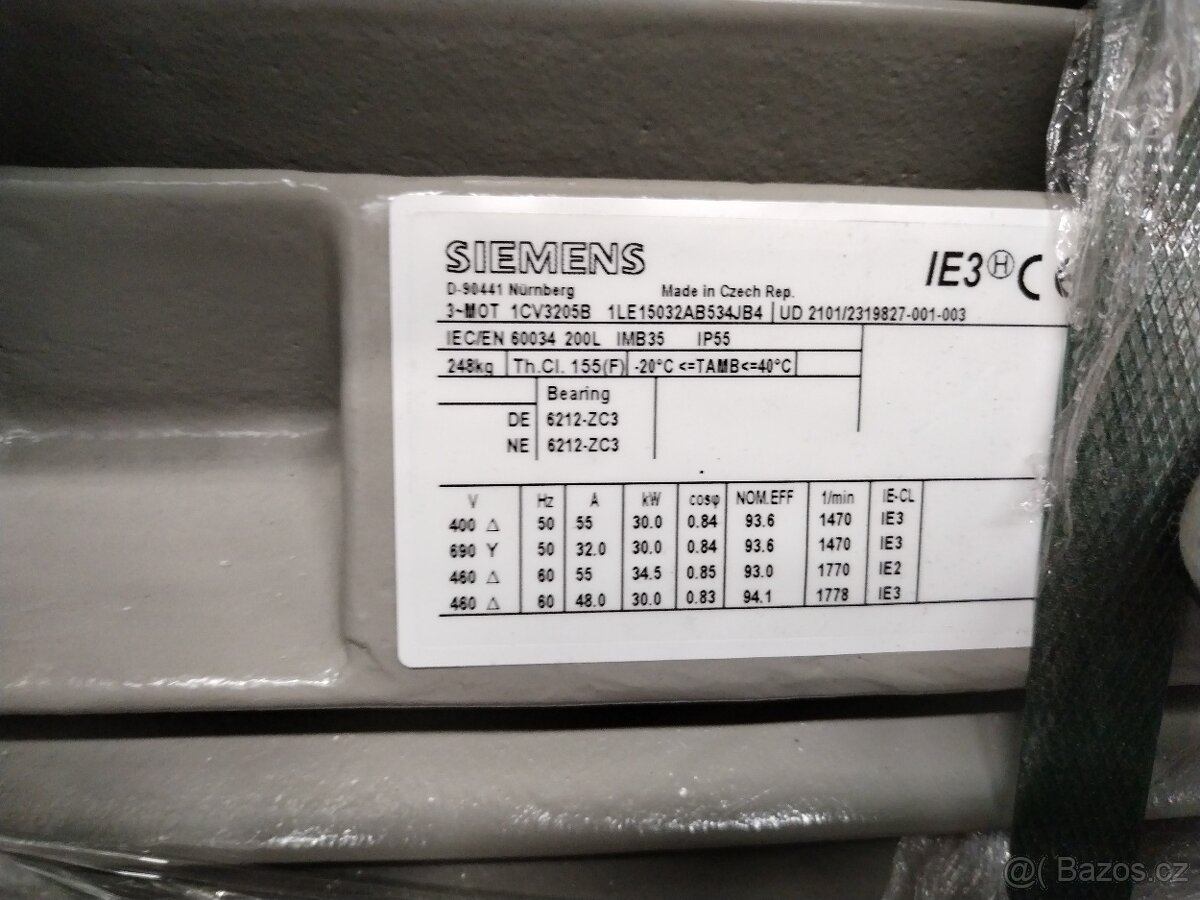 SIEMENS
IE3 Ⓗ CE
D-90441 Nürnberg Made in Czech Rep.
3~MOT 1CV3205B 1LE15032AB534JB4 UD 2101/2319827-001-003
IEC/EN 60034 200L IMB35 IP55
248kg Th.Cl. 155(F) -20°C <=TAMB<=40°C
Bearing
DE 6212-ZC3
NE 6212-ZC3
V Hz A kW cosφ NOM.EFF 1/min IE-CL
400 Δ 50 55 30.0 0.84 93.6 1470 IE3
690 Y 50 32.0 30.0 0.84 93.6 1470 IE3
460 Δ 60 55 34.5 0.85 93.0 1770 IE2
460 Δ 60 48.0 30.0 0.83 94.1 1778 IE3
@( Bazos.cz